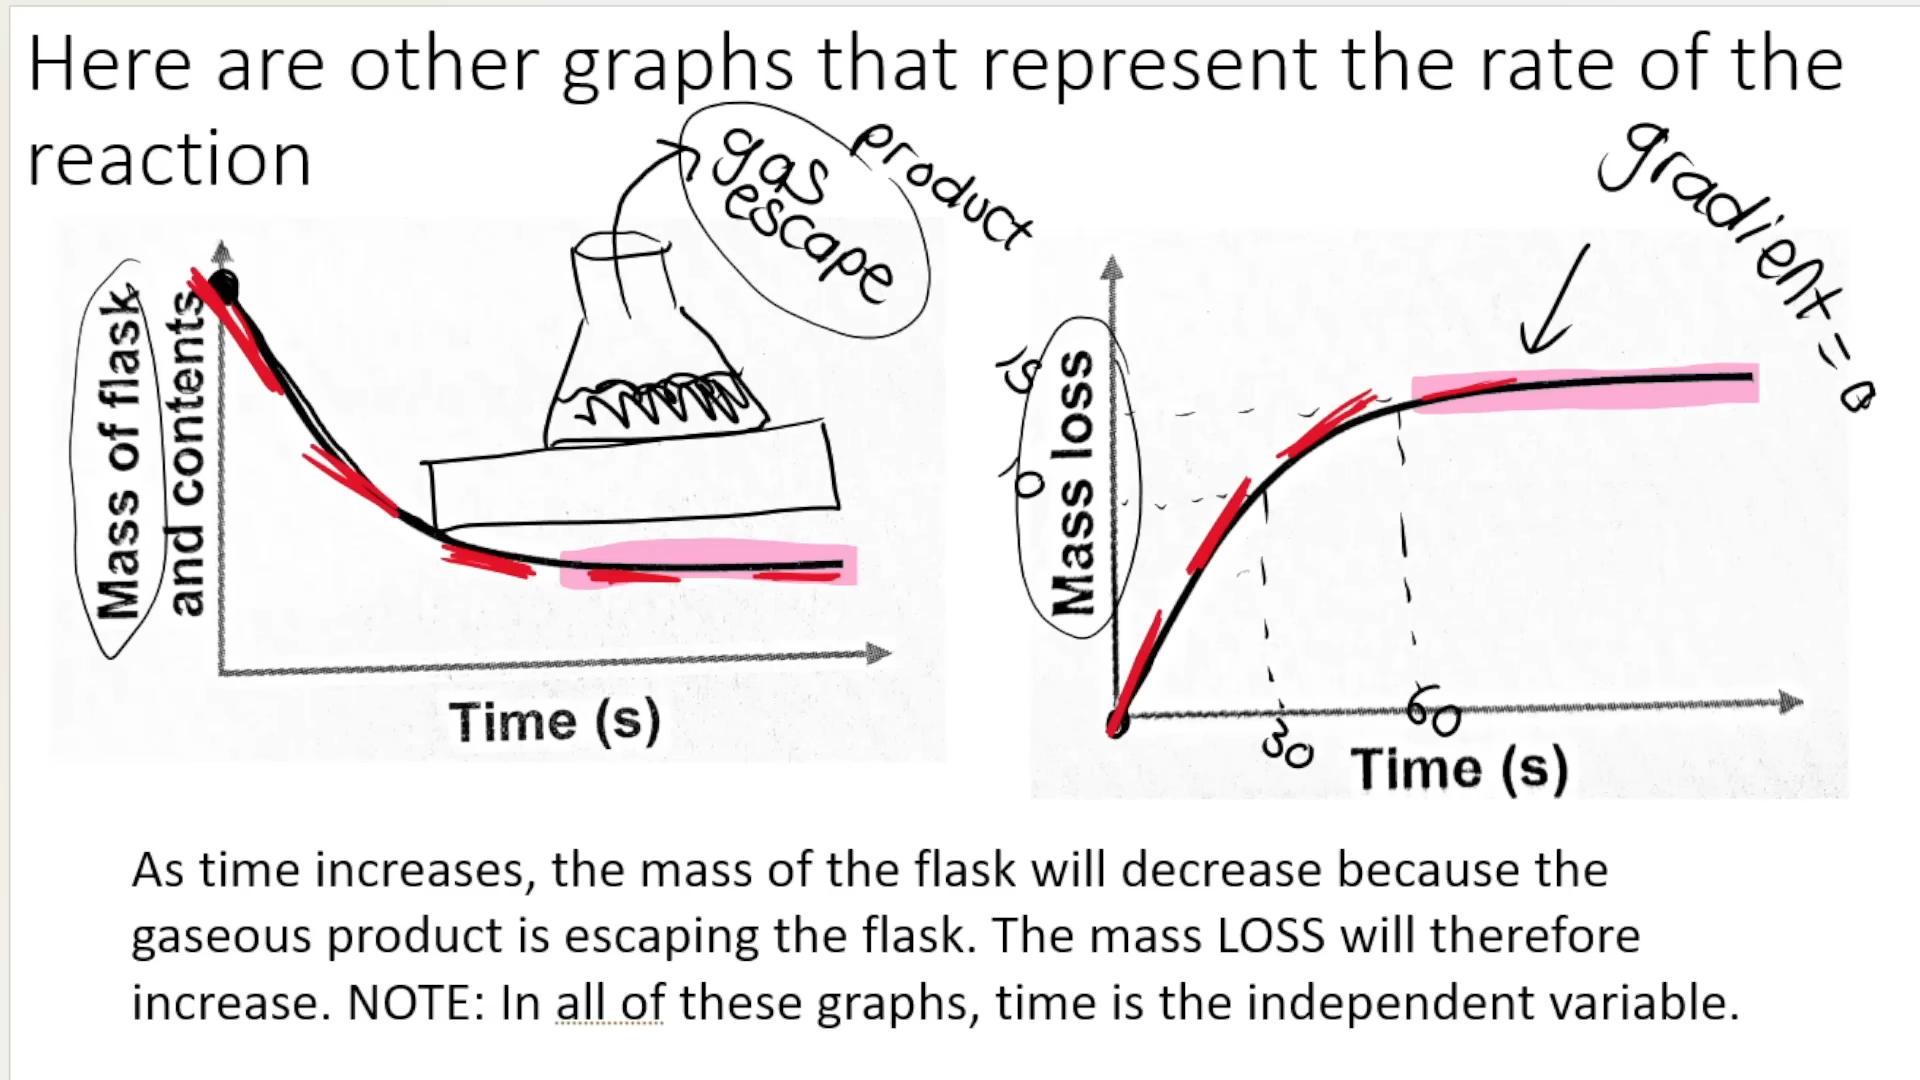 Here are other graphs that represent the rate of the
reaction
gas
escape
product
gradient = 0
Mass of flask
and contents
Time (s)
15
10
Mass loss
30
60
Time (s)
As time increases, the mass of the flask will decrease because the
gaseous product is escaping the flask. The mass LOSS will therefore
increase. NOTE: In all of these graphs, time is the independent variable.